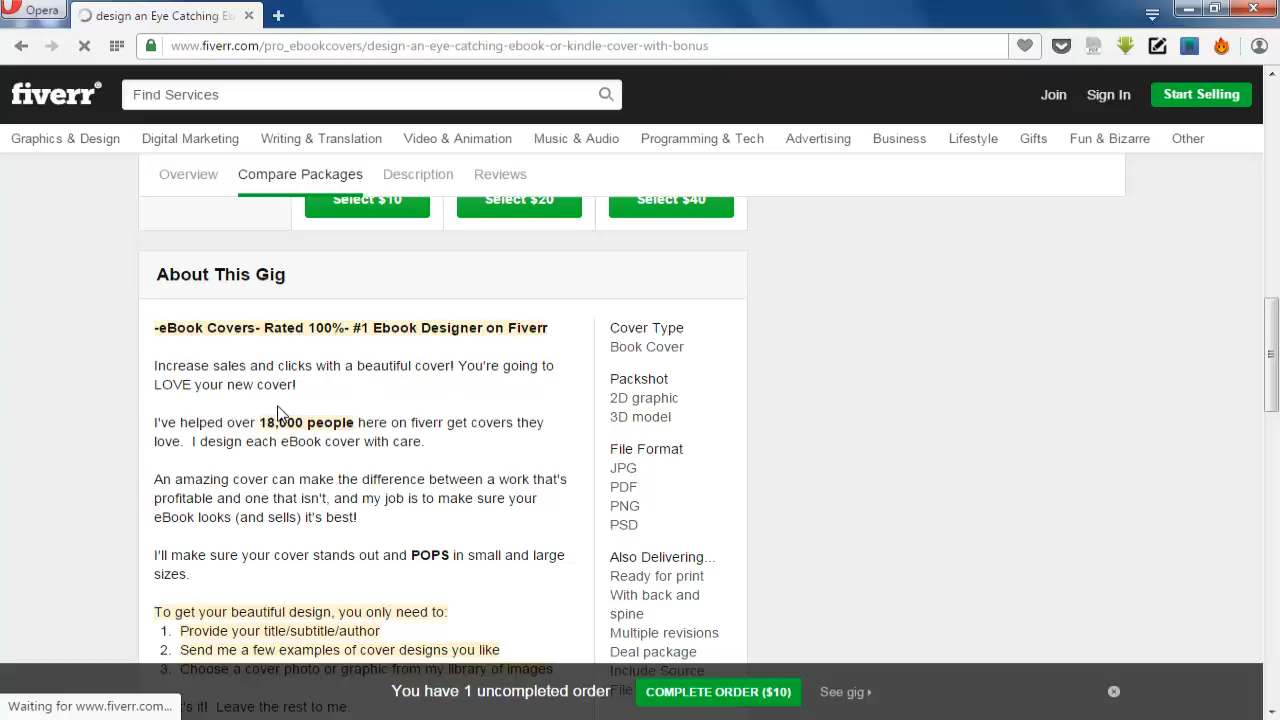 Opera
design an Eye Catching Eb
www.fiverr.com/pro_ebookcovers/design-an-eye-catching-ebook-or-kindle-cover-with-bonus
fiverr®
Find Services
Join
Sign In
Start Selling
Graphics & Design
Digital Marketing
Writing & Translation
Video & Animation
Music & Audio
Programming & Tech
Advertising
Business
Lifestyle
Gifts
Fun & Bizarre
Other
Overview
Compare Packages
Description
Reviews
Select $10
Select $20
Select $40
About This Gig
-eBook Covers- Rated 100%- #1 Ebook Designer on Fiverr
Increase sales and clicks with a beautiful cover! You're going to
LOVE your new cover!
I've helped over 18,000 people here on fiverr get covers they
love. I design each eBook cover with care.
An amazing cover can make the difference between a work that's
profitable and one that isn't, and my job is to make sure your
eBook looks (and sells) it's best!
I'll make sure your cover stands out and POPS in small and large
sizes.
To get your beautiful design, you only need to:
1. Provide your title/subtitle/author
2. Send me a few examples of cover designs you like
3. Choose a cover photo or graphic from my library of images
's it! Leave the rest to me.
Cover Type
Book Cover
Packshot
2D graphic
3D model
File Format
JPG
PDF
PNG
PSD
Also Delivering...
Ready for print
With back and
spine
Multiple revisions
Deal package
Include Source
File
You have 1 uncompleted order
COMPLETE ORDER ($10)
See gig
Waiting for www.fiverr.com...